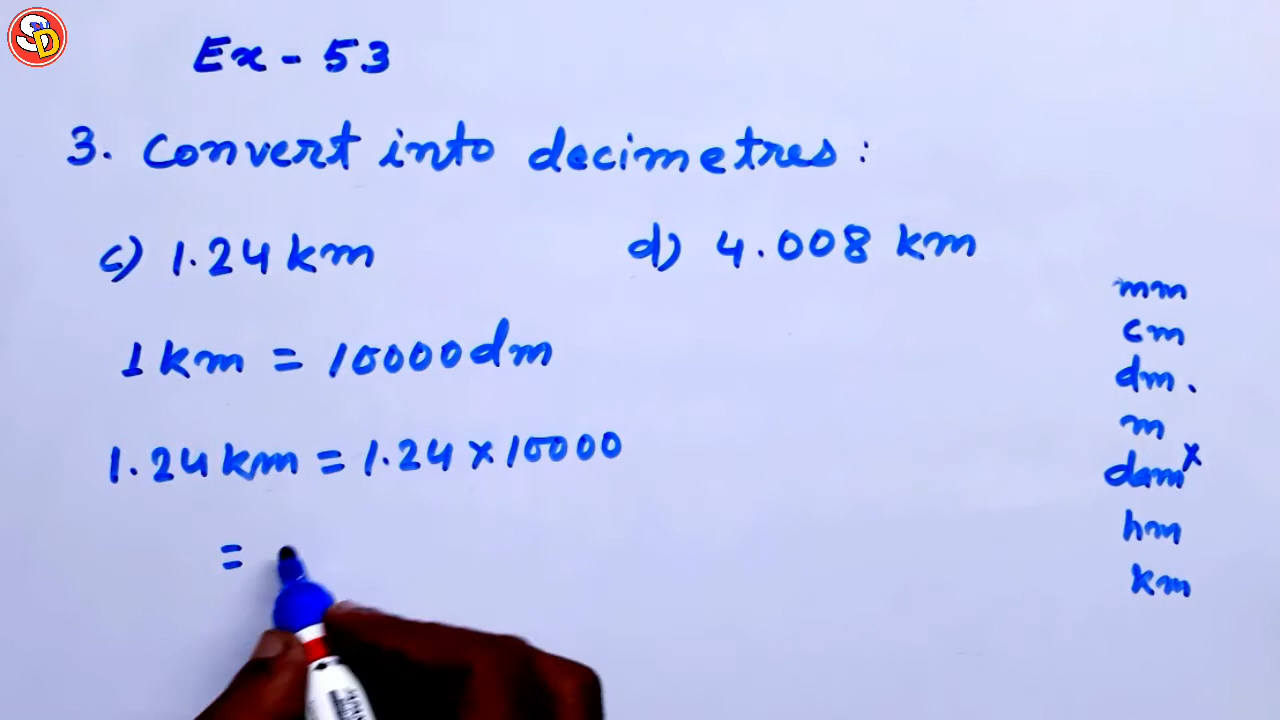 SD
Ex - 53
3. Convert into decimetres:
c) 1.24 km
d) 4.008 km
1 km = 10000 dm
1.24 km = 1.24 × 10000
=
mm
cm
dm.
m
dam x
hm
km